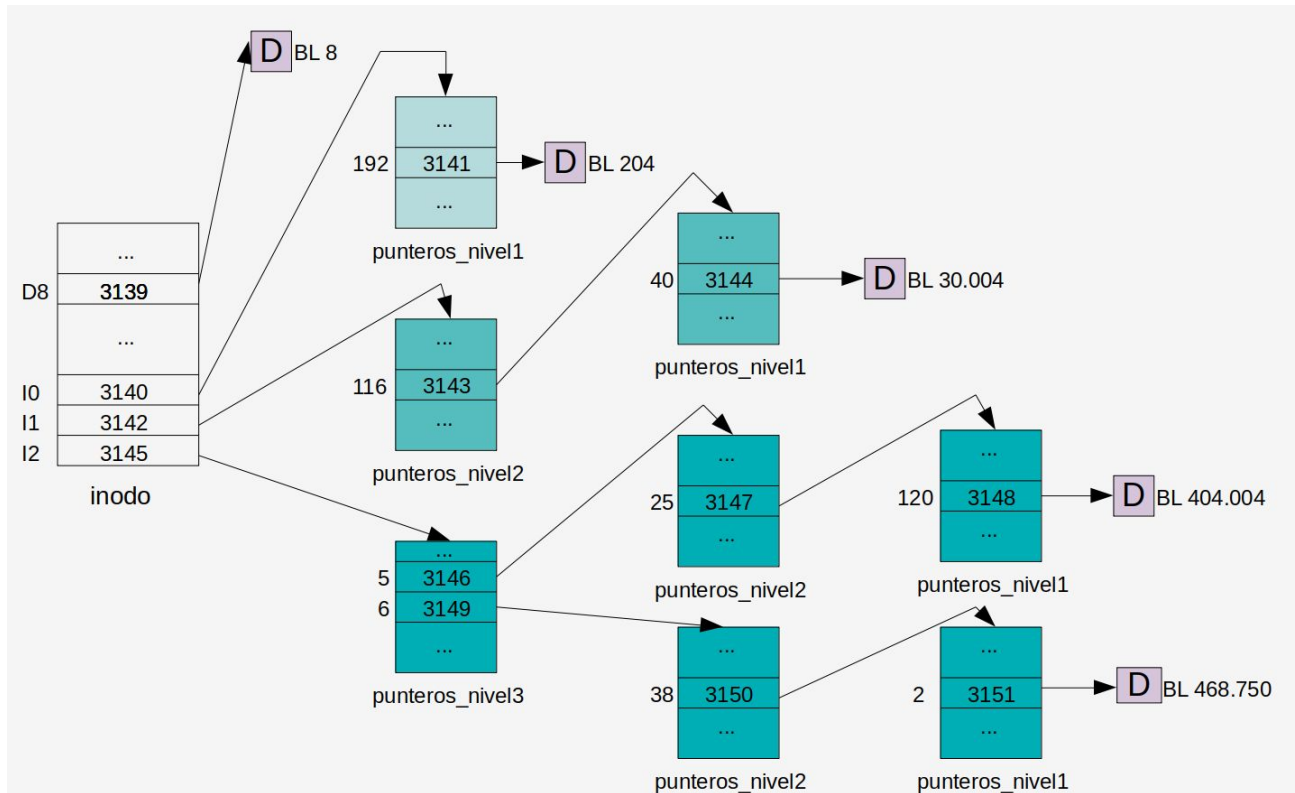 D BL 8
...
192 3141 D BL 204
...
punteros_nivel1
...
D8 3139
...
I0 3140
I1 3142
I2 3145
inodo
...
116 3143
...
punteros_nivel2
...
40 3144 D BL 30.004
...
punteros_nivel1
...
5 3146
6 3149
...
punteros_nivel3
...
25 3147
...
punteros_nivel2
...
120 3148 D BL 404.004
...
punteros_nivel1
...
38 3150
...
punteros_nivel2
...
2 3151 D BL 468.750
...
punteros_nivel1